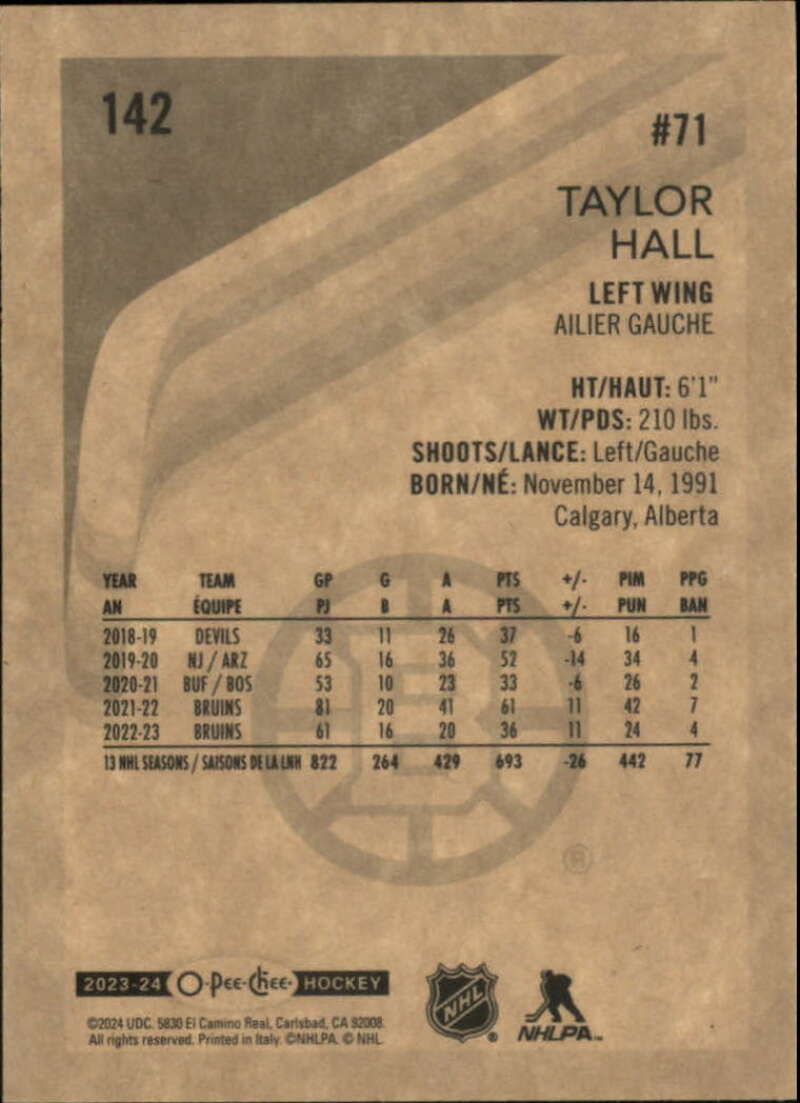 142
#71
TAYLOR
HALL
LEFT WING
AILIER GAUCHE
HT/HAUT: 6'1"
WT/PDS: 210 lbs.
SHOOTS/LANCE: Left/Gauche
BORN/NÉ: November 14, 1991
Calgary, Alberta
YEAR TEAM GP G A PTS +/- PIM PPG
AN ÉQUIPE PJ B A PTS +/- PUN BAN
2018-19 DEVILS 33 11 26 37 -6 16 1
2019-20 NJ / ARZ 65 16 36 52 -14 34 4
2020-21 BUF / BOS 53 10 23 33 -6 26 2
2021-22 BRUINS 81 20 41 61 11 42 7
2022-23 BRUINS 61 16 20 36 11 24 4
13 NHL SEASONS / SAISONS DE LA LNH 822 264 429 693 -26 442 77
B
®
2023-24 O-Pee-Chee HOCKEY
NHL ®
NHLPA™
©2024 UDC. 5830 El Camino Real, Carlsbad, CA 92008.
All rights reserved. Printed in Italy. ©NHLPA. © NHL